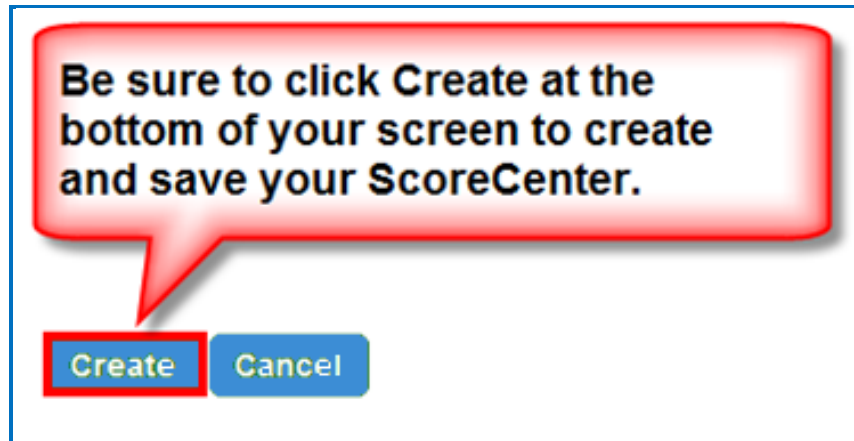 Be sure to click Create at the
bottom of your screen to create
and save your ScoreCenter.
Create Cancel